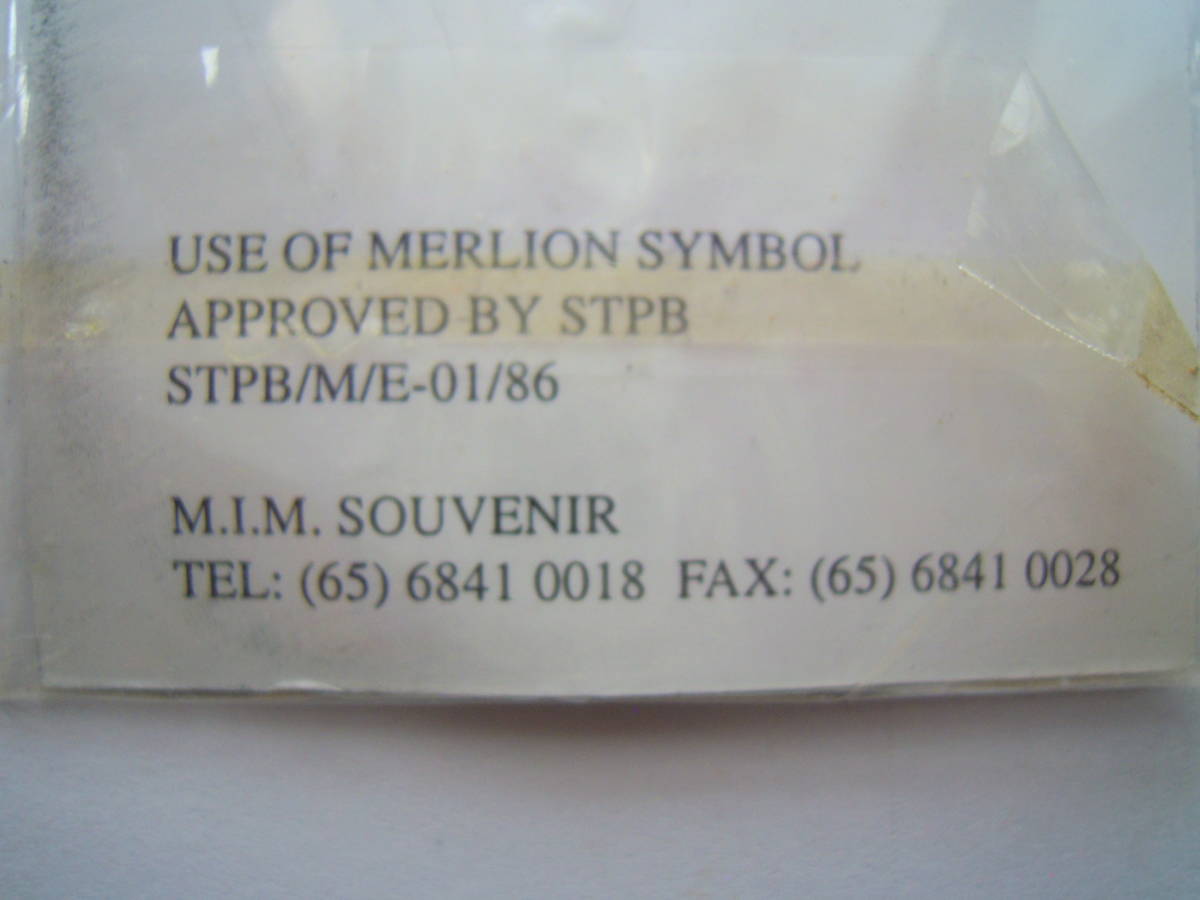 USE OF MERLION SYMBOL
APPROVED BY STPB
STPB/M/E-01/86
M.I.M. SOUVENIR
TEL: (65) 6841 0018 FAX: (65) 6841 0028